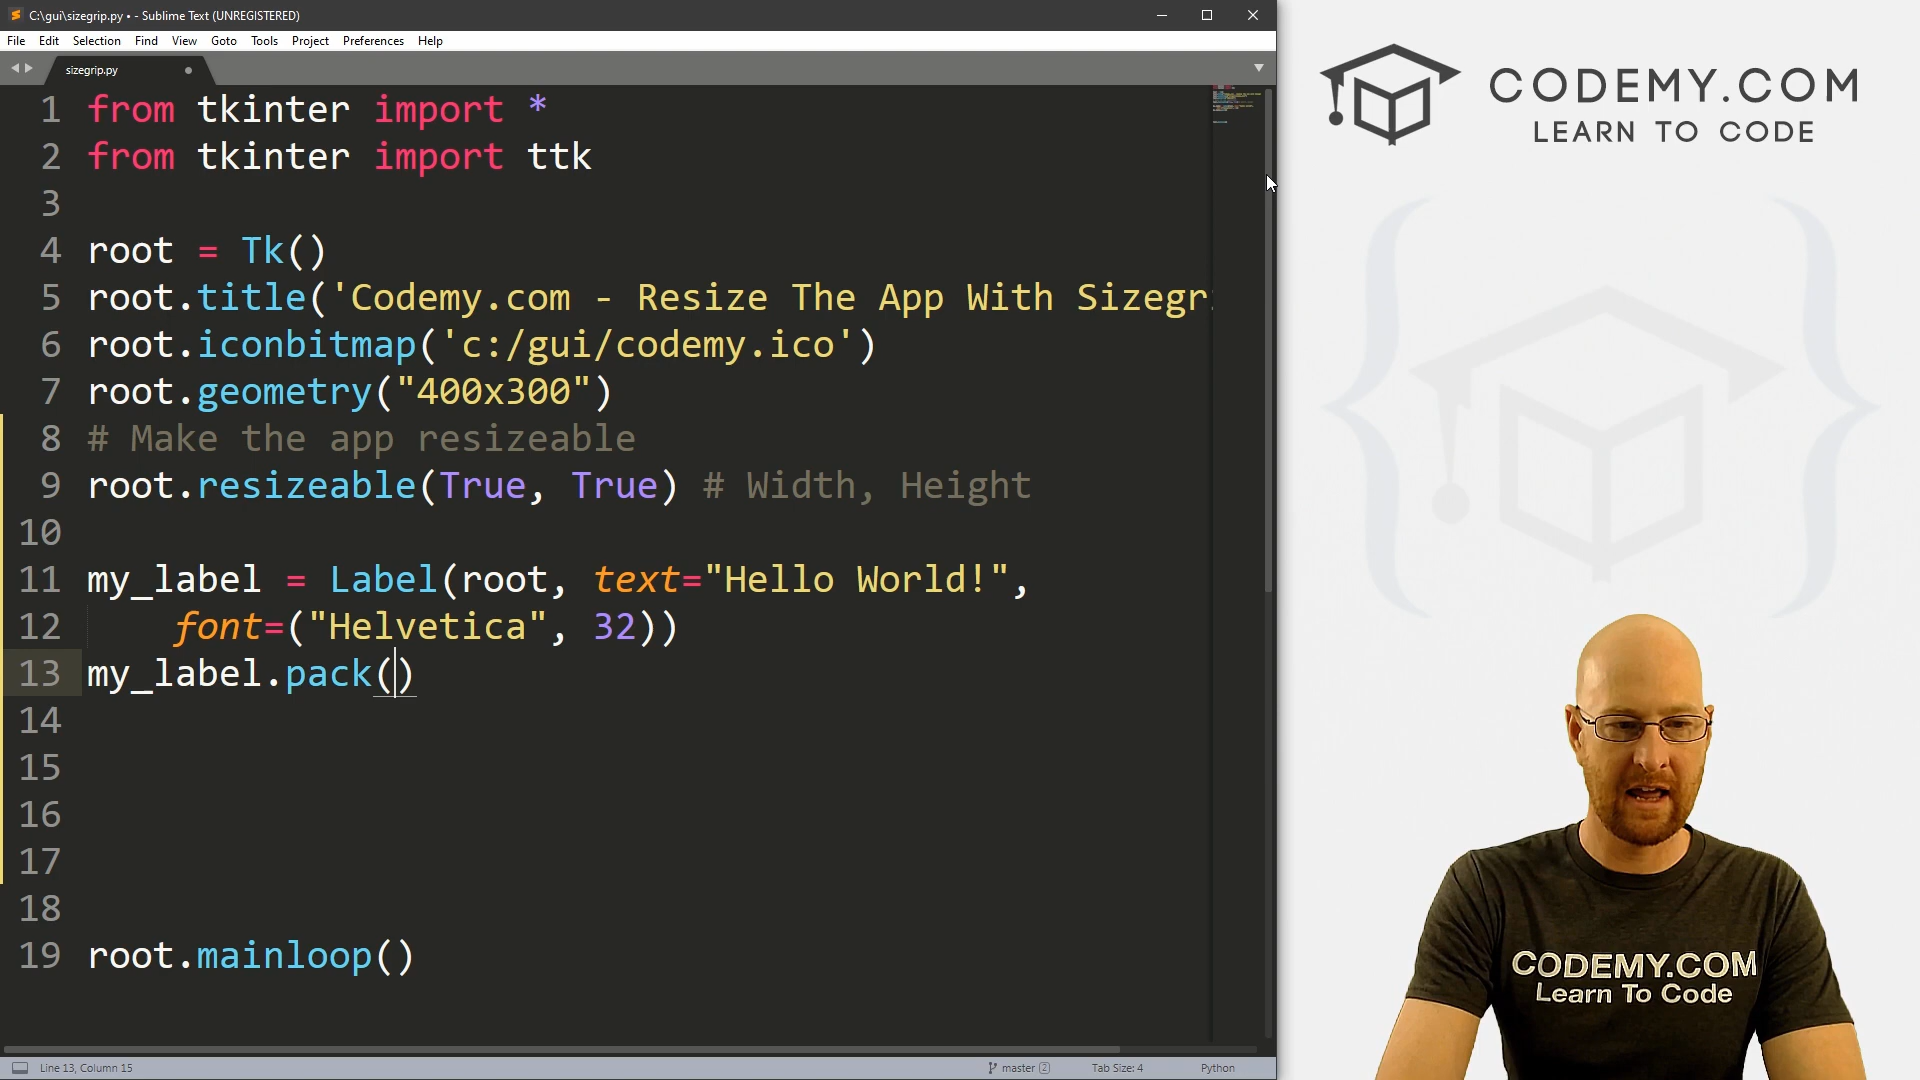 C:\gui\sizegrip.py • - Sublime Text (UNREGISTERED)
File Edit Selection Find View Goto Tools Project Preferences Help
sizegrip.py
1 from tkinter import *
2 from tkinter import ttk
3
4 root = Tk()
5 root.title('Codemy.com - Resize The App With Sizegr
6 root.iconbitmap('c:/gui/codemy.ico')
7 root.geometry("400x300")
8 # Make the app resizeable
9 root.resizeable(True, True) # Width, Height
10
11 my_label = Label(root, text="Hello World!",
12 font=("Helvetica", 32))
13 my_label.pack()
14
15
16
17
18
19 root.mainloop()
Line 13, Column 15
master 2
Tab Size: 4
Python
CODEMY.COM
LEARN TO CODE
CODEMY.COM
Learn To Code